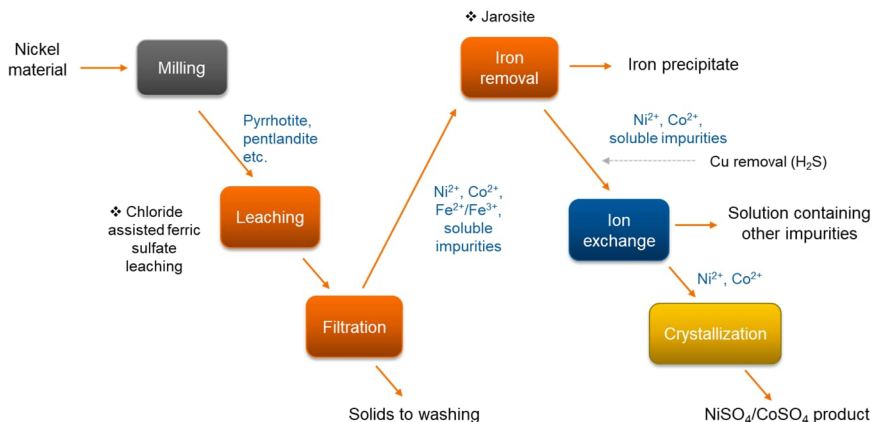 ❖ Jarosite
Nickel
material
Milling
Iron
removal
Iron precipitate
Pyrrhotite,
pentlandite
etc.
Ni²⁺, Co²⁺,
soluble impurities
Cu removal (H₂S)
❖ Chloride
assisted ferric
sulfate
leaching
Leaching
Ni²⁺, Co²⁺,
Fe²⁺/Fe³⁺,
soluble
impurities
Ion
exchange
Solution containing
other impurities
Ni²⁺, Co²⁺
Filtration
Crystallization
Solids to washing
NiSO₄/CoSO₄ product